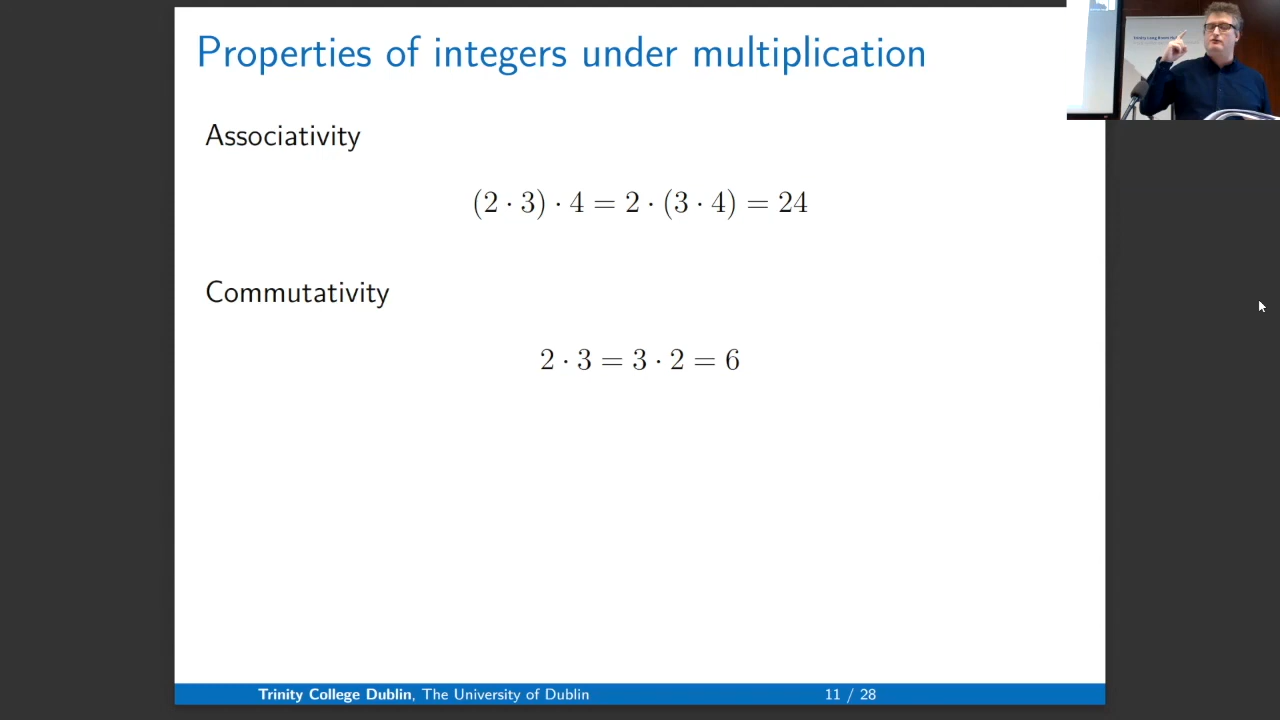 Properties of integers under multiplication
Associativity
(2 · 3) · 4 = 2 · (3 · 4) = 24
Commutativity
2 · 3 = 3 · 2 = 6
Trinity College Dublin, The University of Dublin 11 / 28